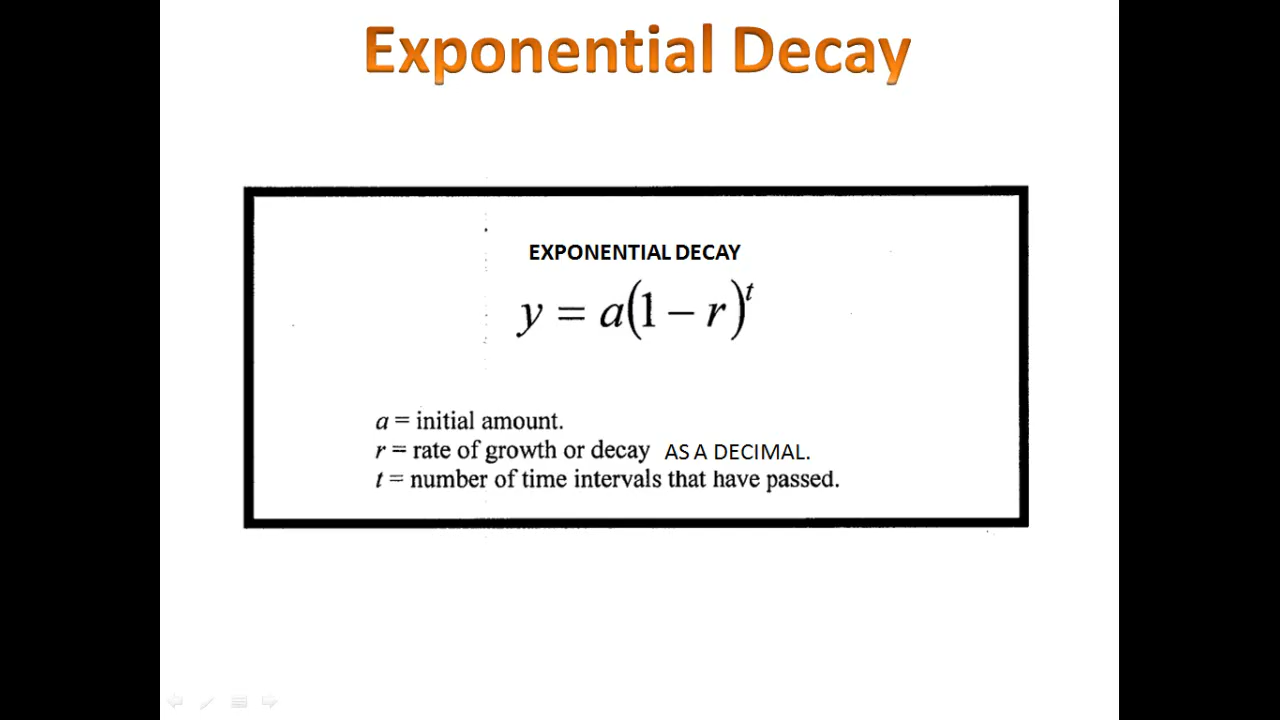 Exponential Decay
EXPONENTIAL DECAY
y = a(1 − r)^t
a = initial amount.
r = rate of growth or decay AS A DECIMAL.
t = number of time intervals that have passed.